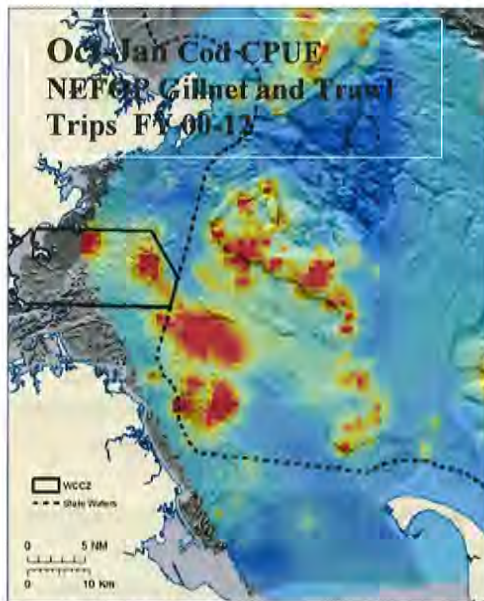 Oct-Jan Cod CPUE
NEFOP Gillnet and Trawl
Trips FY 00-12
WCCZ
State Waters
0 5 NM
0 10 Km